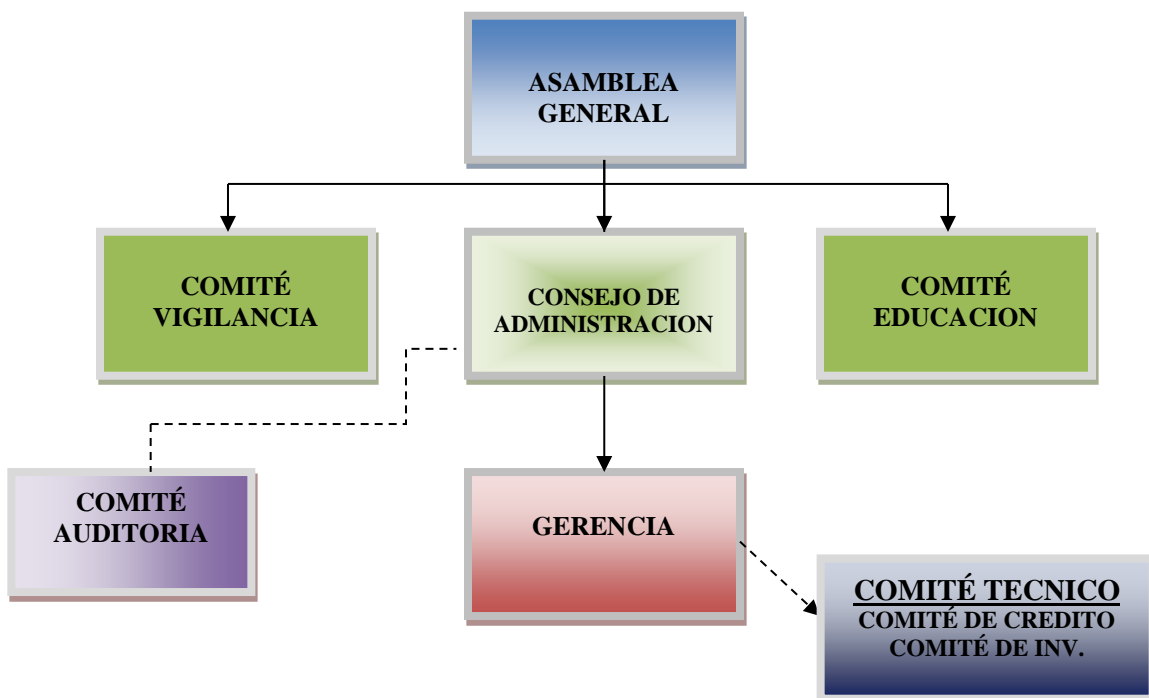 ASAMBLEA
GENERAL
COMITÉ
VIGILANCIA
CONSEJO DE
ADMINISTRACION
COMITÉ
EDUCACION
COMITÉ
AUDITORIA
GERENCIA
COMITÉ TECNICO
COMITÉ DE CREDITO
COMITÉ DE INV.